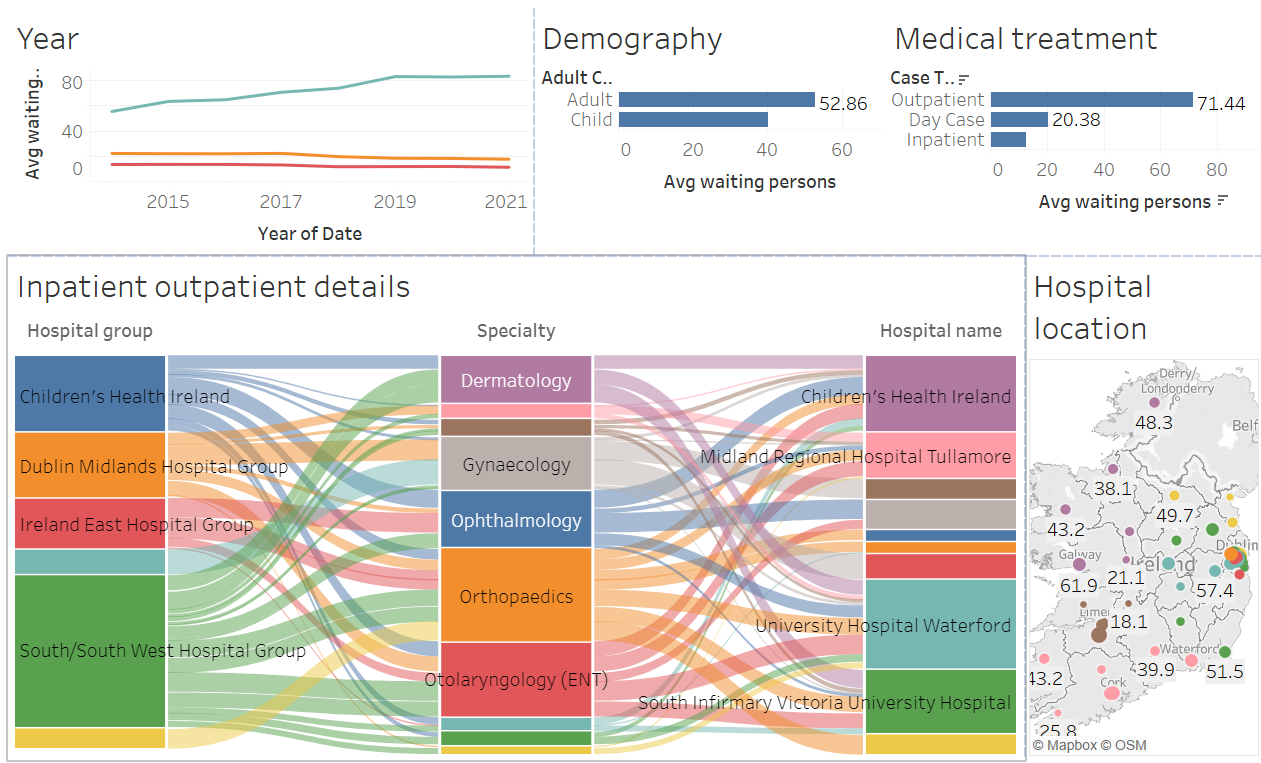 Year
Avg waiting..
80
40
0
2015 2017 2019 2021
Year of Date
Demography
Adult C..
Adult 52.86
Child
0 20 40 60
Avg waiting persons
Medical treatment
Case T..
Outpatient 71.44
Day Case 20.38
Inpatient
0 20 40 60 80
Avg waiting persons
Inpatient outpatient details
Hospital group
Specialty
Hospital name
Children's Health Ireland
Dublin Midlands Hospital Group
Ireland East Hospital Group
South/South West Hospital Group
Dermatology
Gynaecology
Ophthalmology
Orthopaedics
Otolaryngology (ENT)
Children's Health Ireland
Midland Regional Hospital Tullamore
University Hospital Waterford
South Infirmary Victoria University Hospital
Hospital
location
Derry/
Londonderry
48.3
Belf
38.1
49.7
43.2
Dublin
Galway
Ireland
61.9
21.1
57.4
Lime
18.1
Waterford
39.9
51.5
43.2
Cork
25.8
© Mapbox © OSM